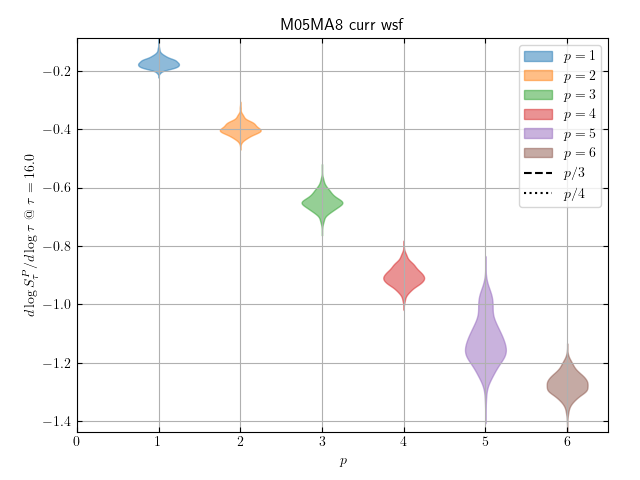 M05MA8 curr wsf
d log S_τ^P / d log τ @ τ = 16.0
−0.2
−0.4
−0.6
−0.8
−1.0
−1.2
−1.4
0 1 2 3 4 5 6
p
p = 1
p = 2
p = 3
p = 4
p = 5
p = 6
p/3
p/4